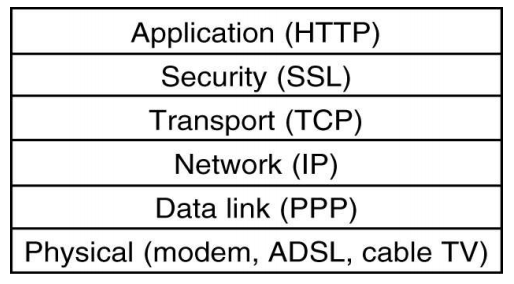 Application (HTTP)
Security (SSL)
Transport (TCP)
Network (IP)
Data link (PPP)
Physical (modem, ADSL, cable TV)